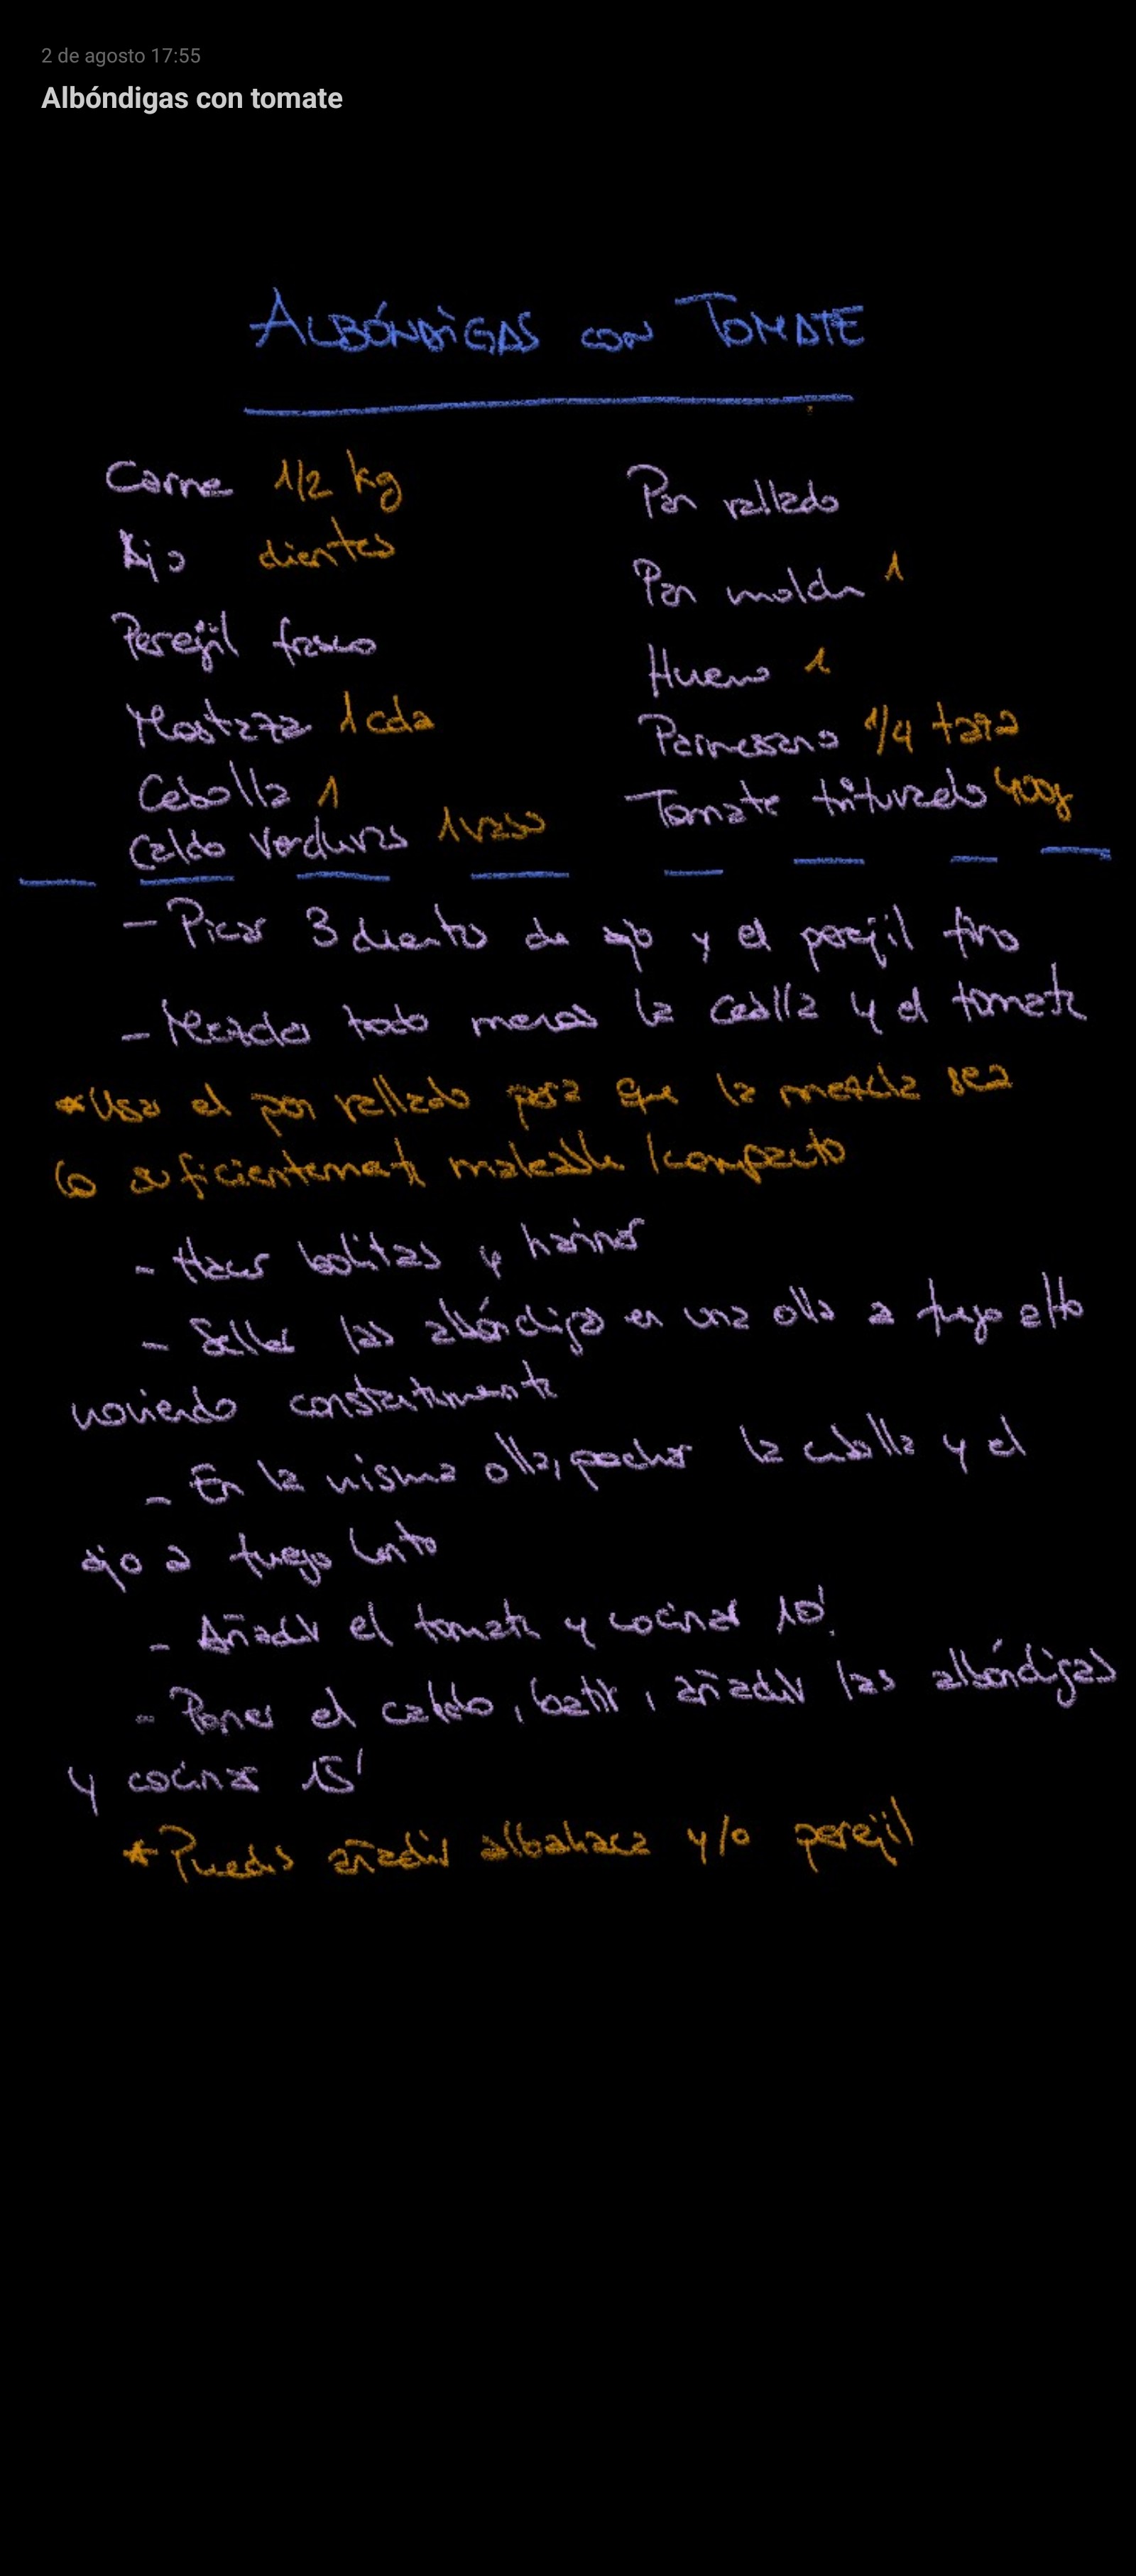 2 de agosto 17:55
Albóndigas con tomate
ALBÓNDIGAS CON TOMATE
Carne 1/2 kg
Ajo dientes
Perejil fresco
Mostaza 1 cda
Cebolla 1
Caldo verduras 1 vaso
Pan rallado
Pan molde 1
Huevo 1
Parmesano 1/4 taza
Tomate triturado 400g
- Picar 3 dientes de ajo y el perejil fino
- Mezclar todo menos la cebolla y el tomate
* Usa el pan rallado para que la mezcla sea
lo suficientemente maleable / compacto
- Hacer bolitas y harinar
- Sellar las albóndigas en una olla a fuego alto
moviendo constantemente
- En la misma olla, pochar la cebolla y el
ajo a fuego lento
- Añadir el tomate y cocinar 10'
- Poner el caldo, batir, añadir las albóndigas
y cocinar 15'
* Puedes añadir albahaca y/o perejil